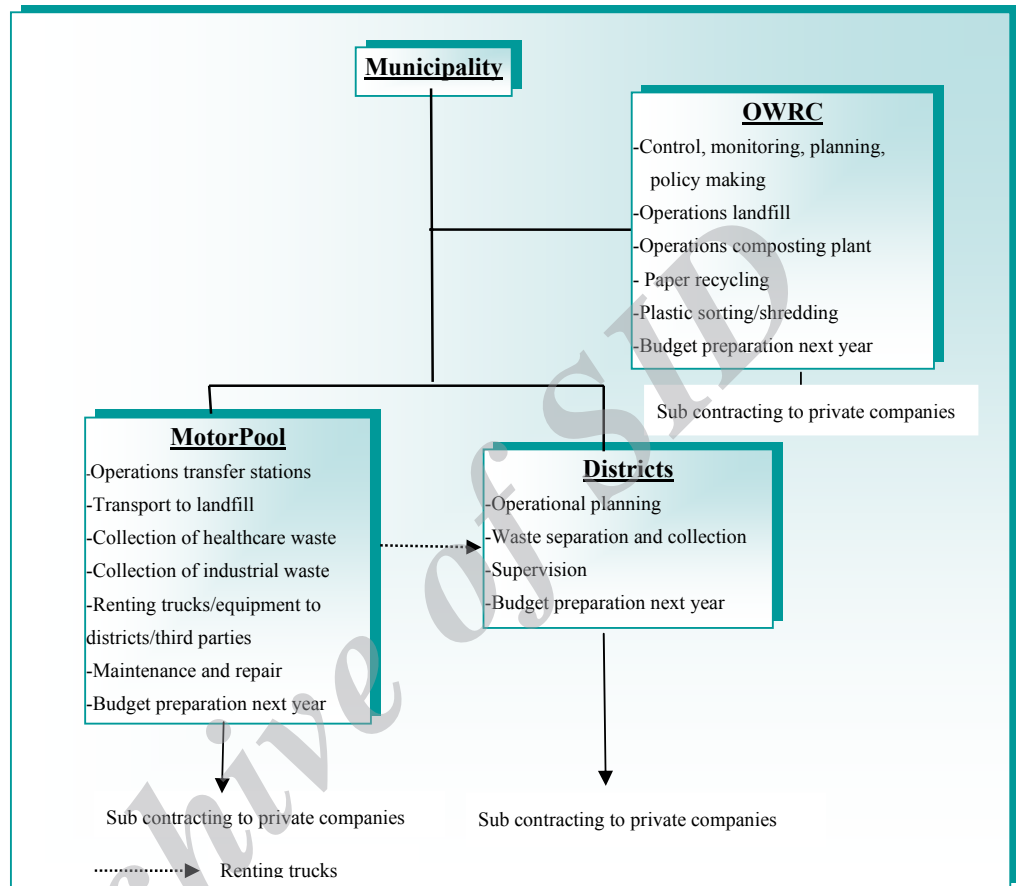 Municipality
OWRC
-Control, monitoring, planning,
policy making
-Operations landfill
-Operations composting plant
- Paper recycling
-Plastic sorting/shredding
-Budget preparation next year
Sub contracting to private companies
MotorPool
-Operations transfer stations
-Transport to landfill
-Collection of healthcare waste
-Collection of industrial waste
-Renting trucks/equipment to
districts/third parties
-Maintenance and repair
-Budget preparation next year
Districts
-Operational planning
-Waste separation and collection
-Supervision
-Budget preparation next year
Sub contracting to private companies
Sub contracting to private companies
Renting trucks
hive of SID